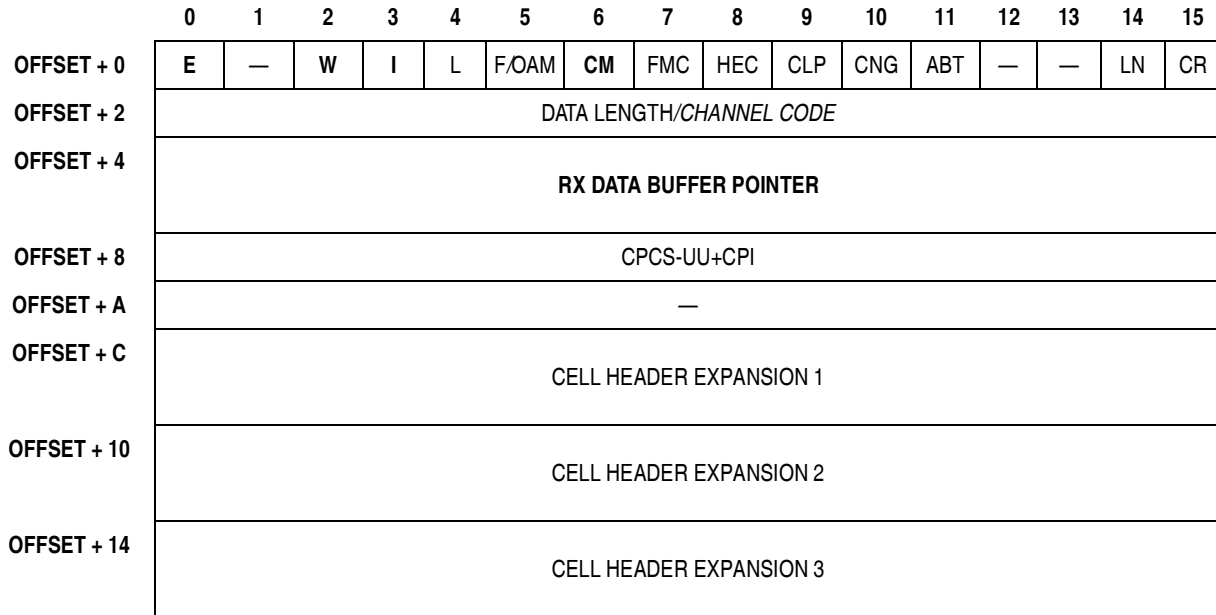 0 1 2 3 4 5 6 7 8 9 10 11 12 13 14 15
OFFSET + 0 E — W I L F/OAM CM FMC HEC CLP CNG ABT — — LN CR
OFFSET + 2 DATA LENGTH/CHANNEL CODE
OFFSET + 4
RX DATA BUFFER POINTER
OFFSET + 8 CPCS-UU+CPI
OFFSET + A —
OFFSET + C
CELL HEADER EXPANSION 1
OFFSET + 10
CELL HEADER EXPANSION 2
OFFSET + 14
CELL HEADER EXPANSION 3